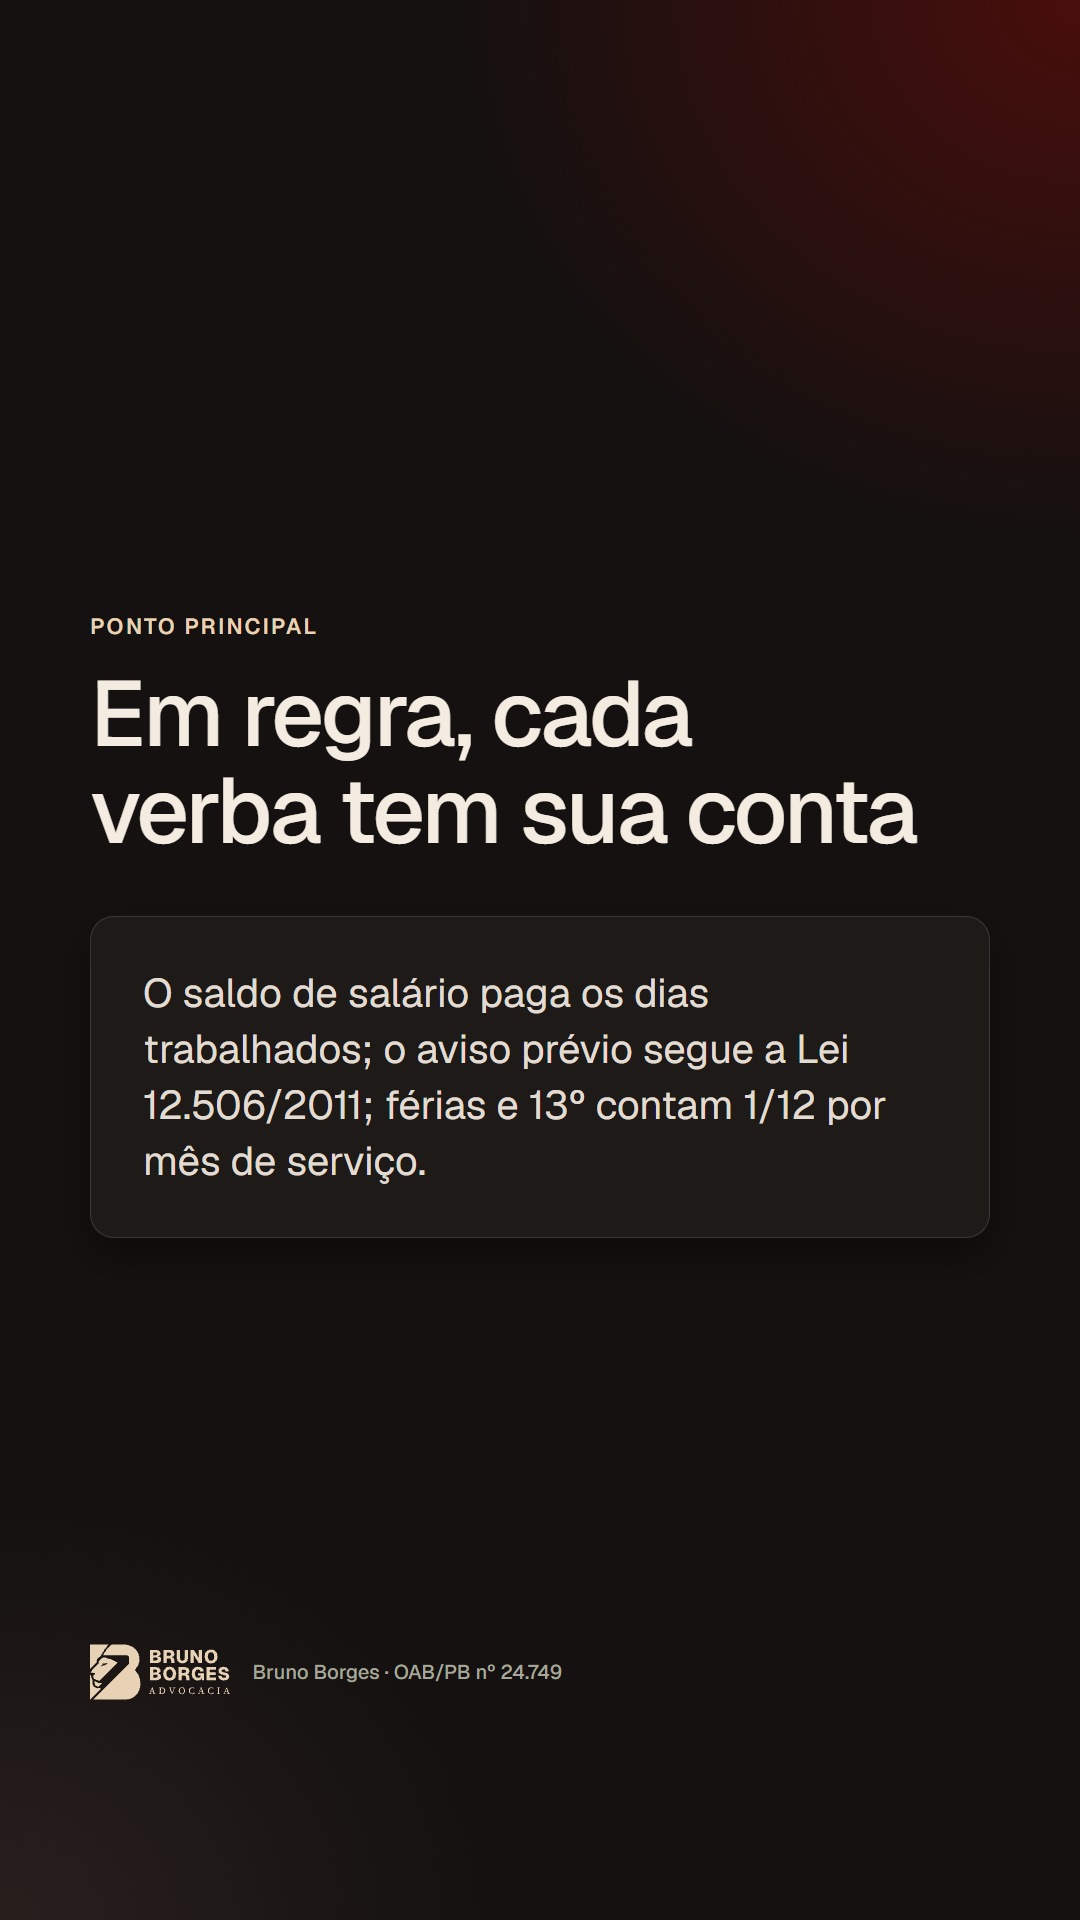 PONTO PRINCIPAL
Em regra, cada
verba tem sua conta
O saldo de salário paga os dias
trabalhados; o aviso prévio segue a Lei
12.506/2011; férias e 13º contam 1/12 por
mês de serviço.
BRUNO
BORGES
ADVOCACIA
Bruno Borges · OAB/PB nº 24.749